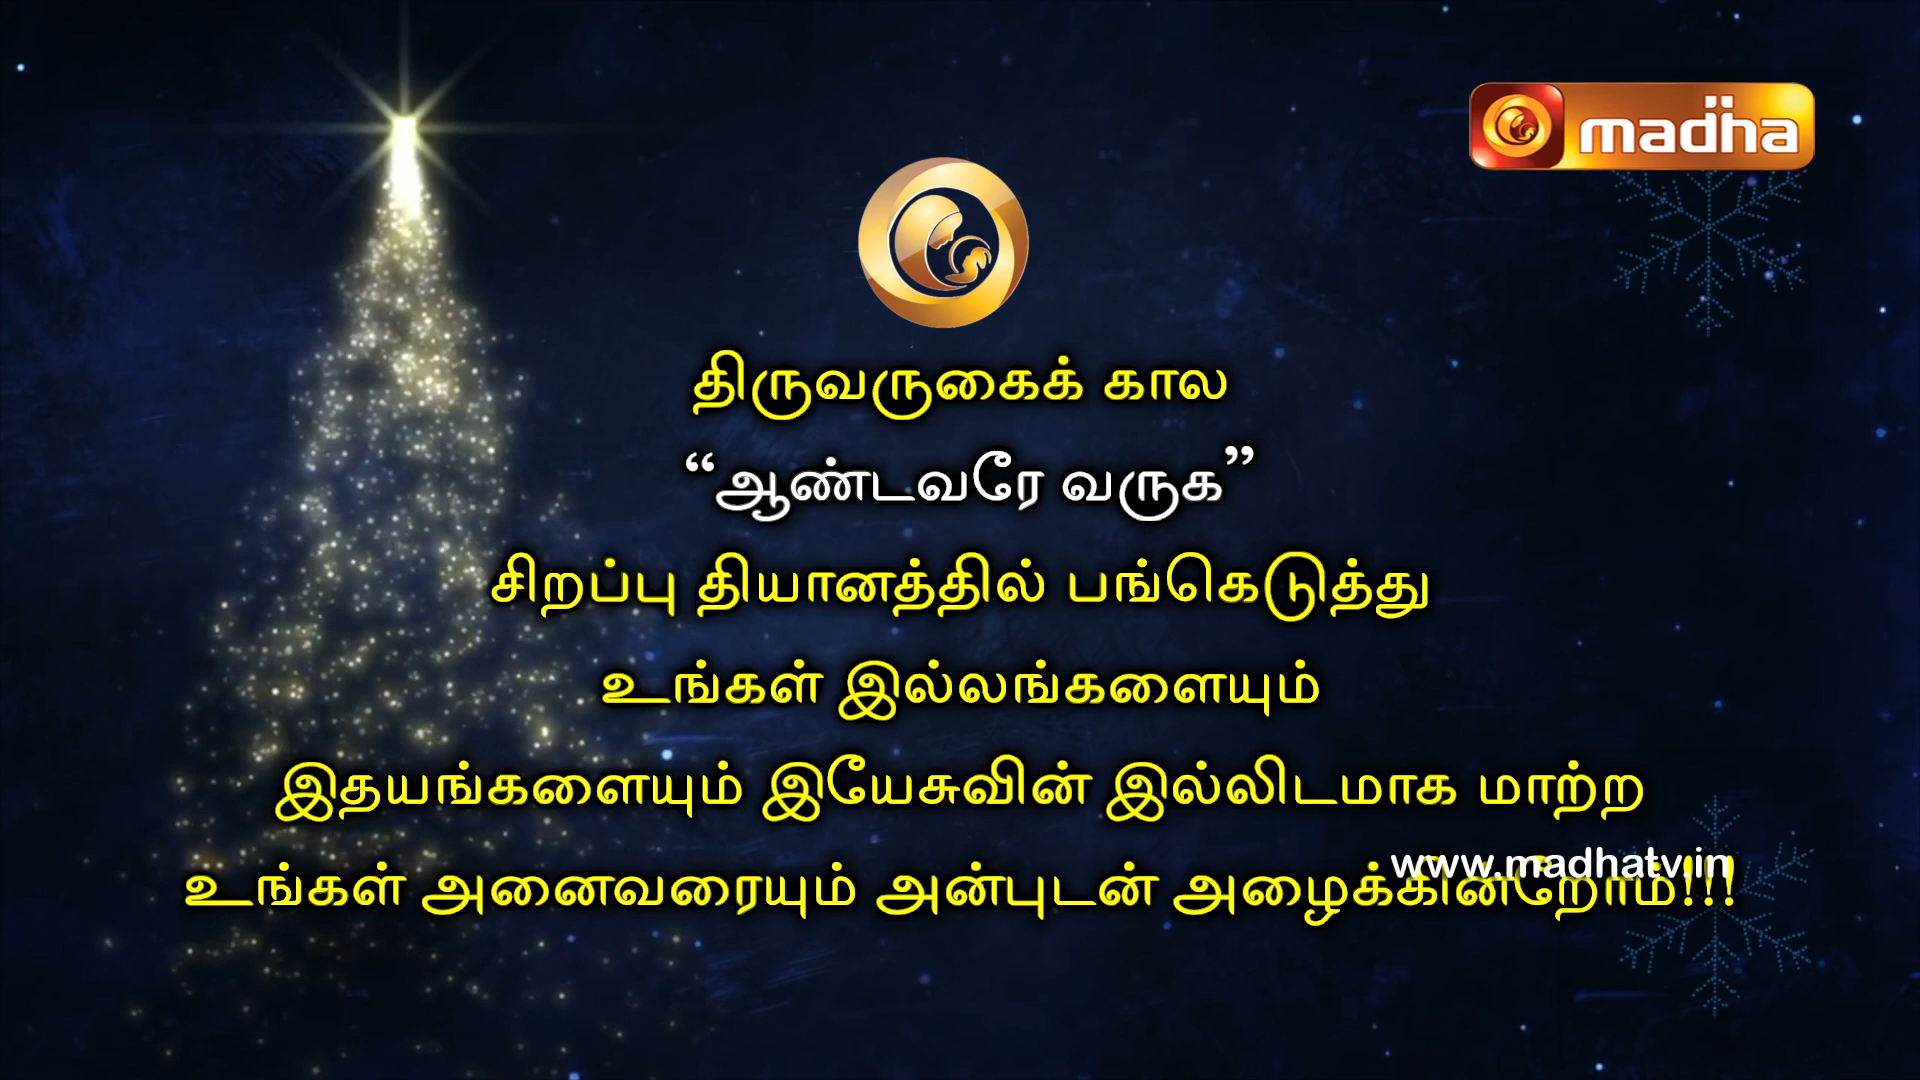 madha
திருவருகைக் கால
“ஆண்டவரே வருக”
சிறப்பு தியானத்தில் பங்கெடுத்து
உங்கள் இல்லங்களையும்
இதயங்களையும் இயேசுவின் இல்லிடமாக மாற்ற
www.madhatv.in
உங்கள் அனைவரையும் அன்புடன் அழைக்கின்றோம்!!!